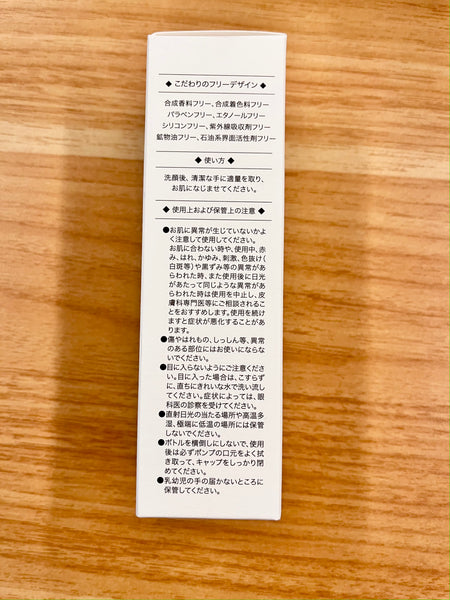 ◆ こだわりのフリーデザイン ◆
合成香料フリー、合成着色料フリー
パラベンフリー、エタノールフリー
シリコンフリー、紫外線吸収剤フリー
鉱物油フリー、石油系界面活性剤フリー
◆ 使い方 ◆
洗顔後、清潔な手に適量を取り、
お肌になじませてください。
◆ 使用上および保管上の注意 ◆
●お肌に異常が生じていないかよ
く注意して使用してください。
お肌に合わない時や、使用中、赤
み、はれ、かゆみ、刺激、色抜け(
白斑等)や黒ずみ等の異常があ
らわれた時、また使用後に日光
があたって同じような異常があ
らわれた時は使用を中止し、皮
膚科専門医等にご相談されるこ
とをおすすめします。使用を続け
ますと症状が悪化することがあ
ります。
●傷やはれもの、しっしん等、異常
のある部位にはお使いにならな
いでください。
●目に入らないようにご注意くださ
い。目に入った場合は、こすらず
に、直ちにきれいな水で洗い流し
てください。症状によっては、眼
科医の診察を受けてください。
●直射日光の当たる場所や高温多
湿、極端に低温の場所には保管
しないでください。
●ボトルを横倒しにしないで、使用
後は必ずポンプの口元をよく拭
き取って、キャップをしっかり閉
めてください。
●乳幼児の手の届かないところに
保管してください。